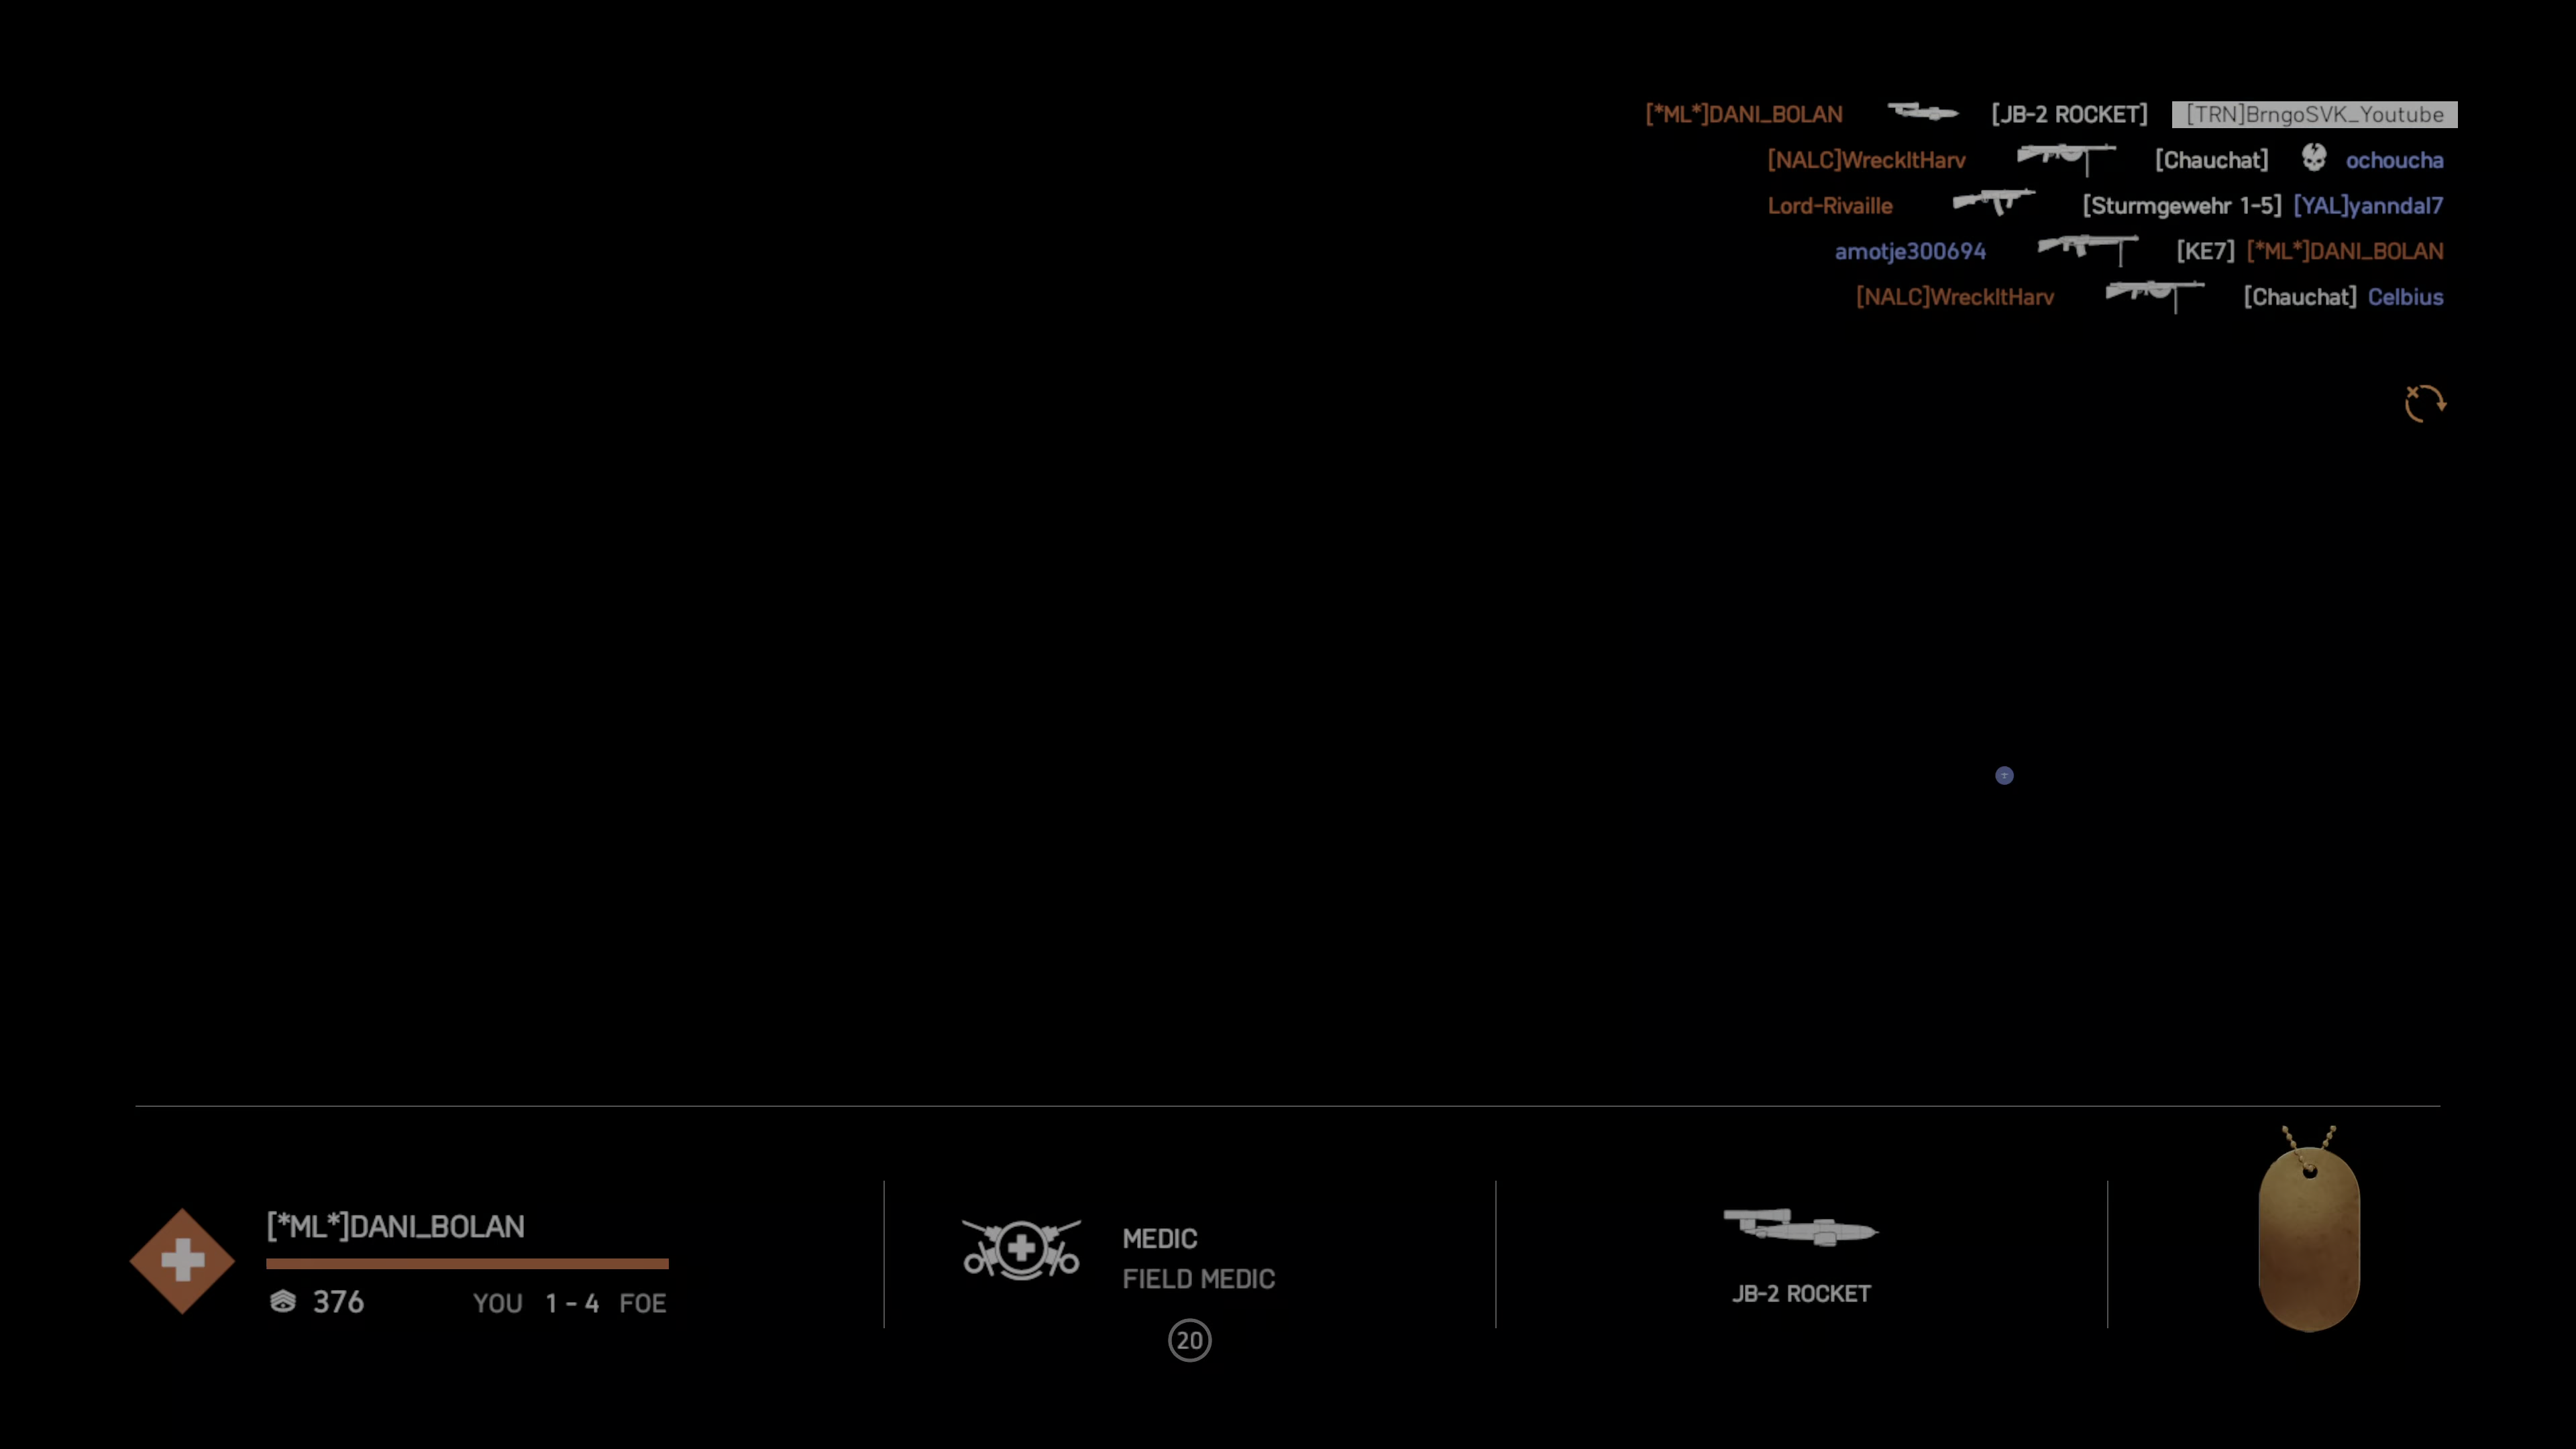 [*ML*]DANI_BOLAN [JB-2 ROCKET] [TRN]BrngoSVK_Youtube
[NALC]WreckItHarv [Chauchat] ochoucha
Lord-Rivaille [Sturmgewehr 1-5] [YAL]yanndal7
amotje300694 [KE7] [*ML*]DANI_BOLAN
[NALC]WreckItHarv [Chauchat] Celbius
[*ML*]DANI_BOLAN
376 YOU 1 - 4 FOE
MEDIC
FIELD MEDIC
20
JB-2 ROCKET